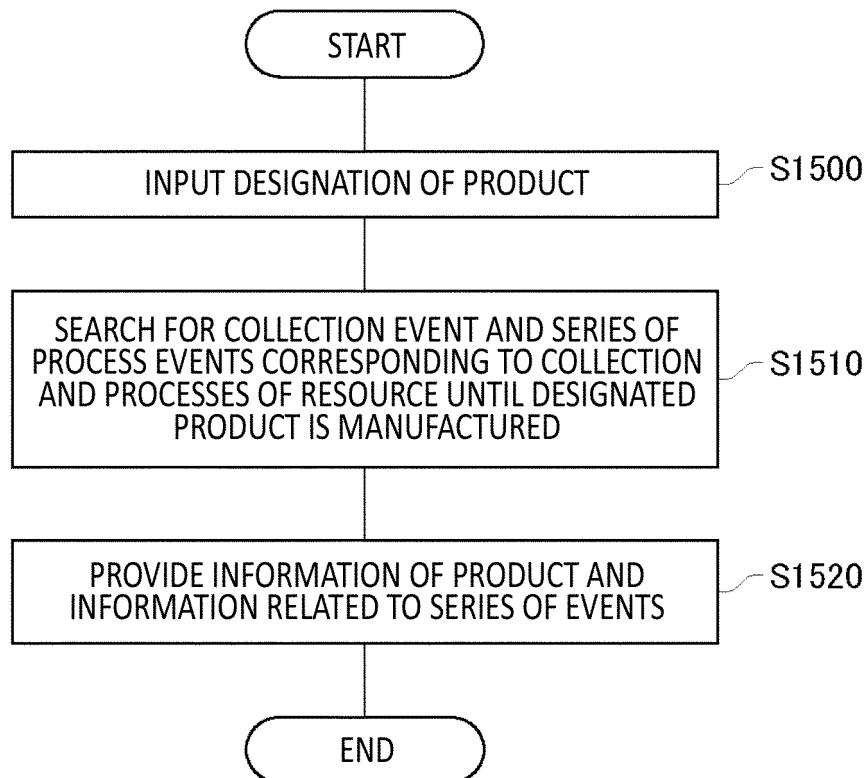 START
INPUT DESIGNATION OF PRODUCT
S1500
SEARCH FOR COLLECTION EVENT AND SERIES OF
PROCESS EVENTS CORRESPONDING TO COLLECTION
AND PROCESSES OF RESOURCE UNTIL DESIGNATED
PRODUCT IS MANUFACTURED
S1510
PROVIDE INFORMATION OF PRODUCT AND
INFORMATION RELATED TO SERIES OF EVENTS
S1520
END